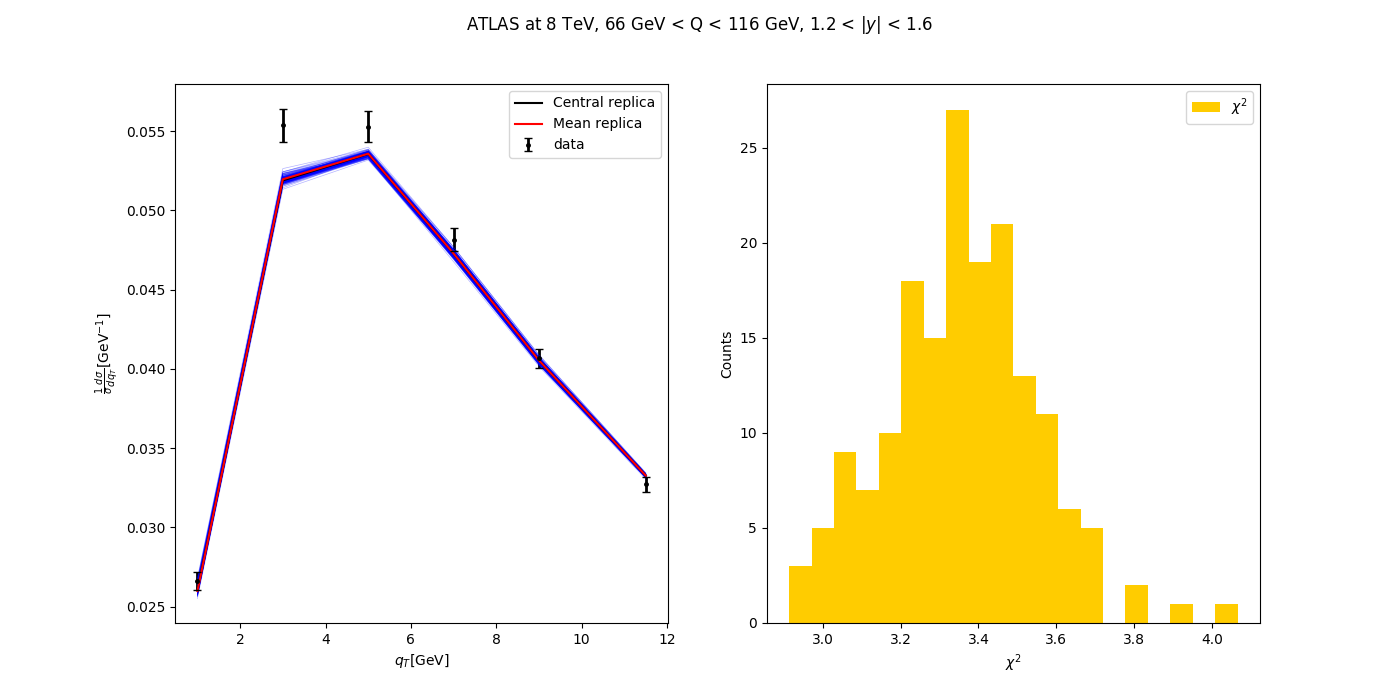 ATLAS at 8 TeV, 66 GeV < Q < 116 GeV, 1.2 < |y| < 1.6
Central replica
Mean replica
data
0.055
0.050
0.045
0.040
0.035
0.030
0.025
1/σ dσ/dq_T [GeV⁻¹]
2
4
6
8
10
12
q_T[GeV]
χ²
25
20
15
10
5
0
Counts
3.0
3.2
3.4
3.6
3.8
4.0
χ²